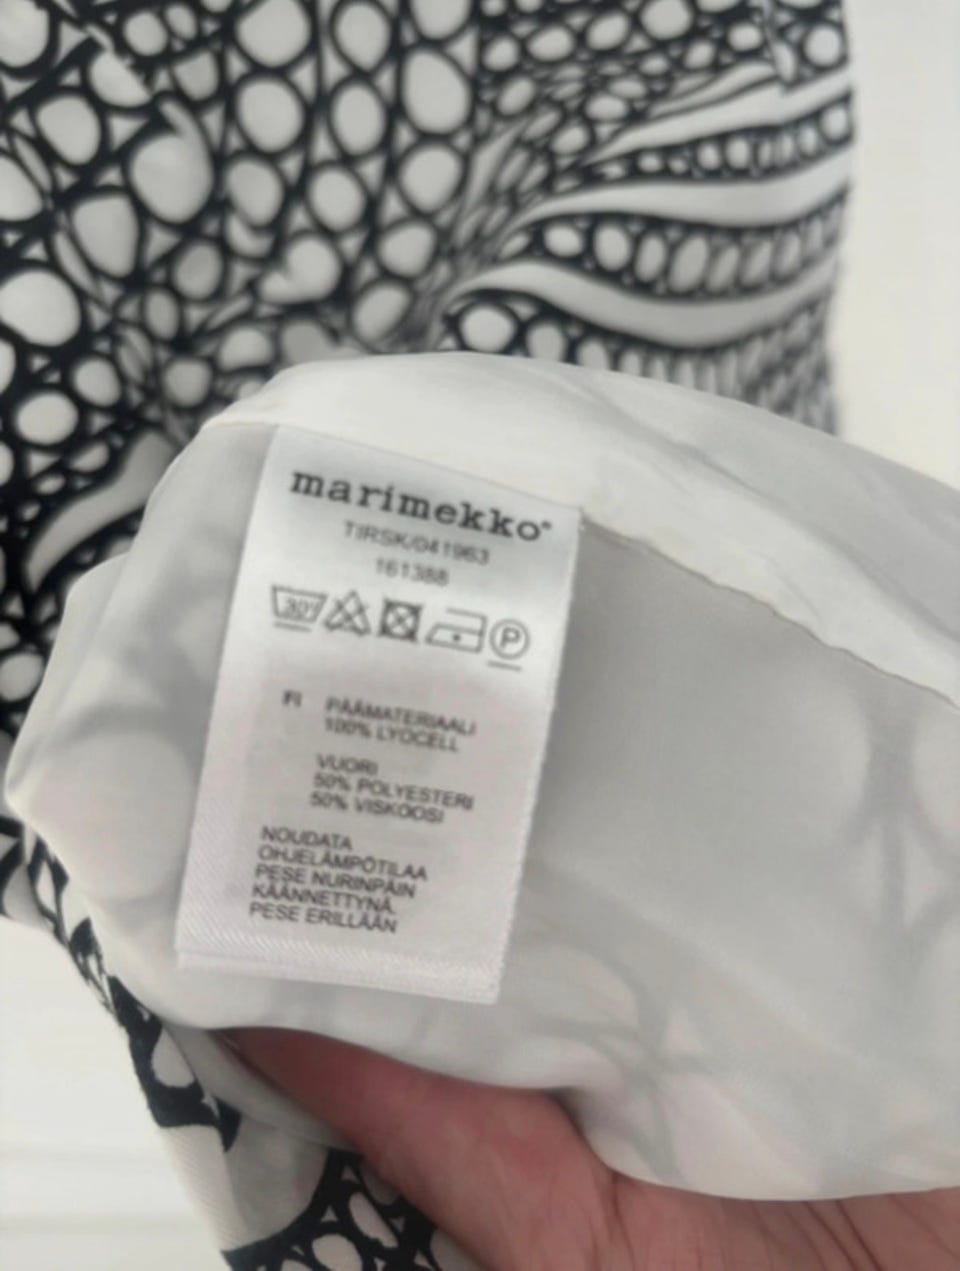 marimekko®
TIRSK/041963
161388
30°
P
FI PÄÄMATERIAALI
100% LYOCELL
VUORI
50% POLYESTERI
50% VISKOOSI
NOUDATA
OHJELÄMPÖTILAA
PESE NURINPÄIN
KÄÄNNETTYNÄ,
PESE ERILLÄÄN